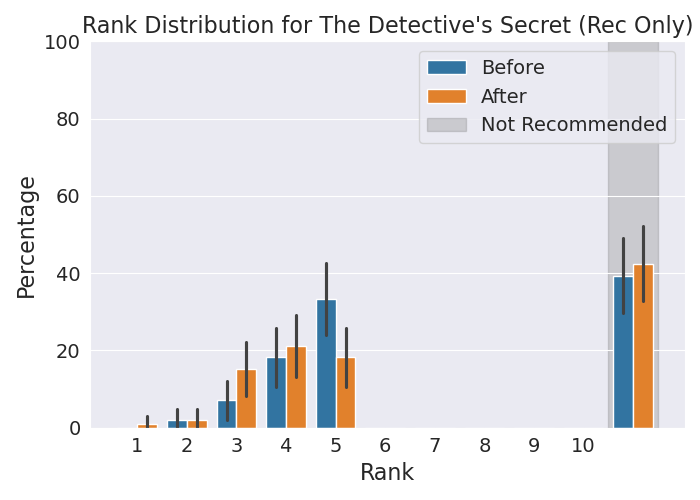 Rank Distribution for The Detective's Secret (Rec Only)
100
80
60
40
20
0
Percentage
Before
After
Not Recommended
1 2 3 4 5 6 7 8 9 10
Rank